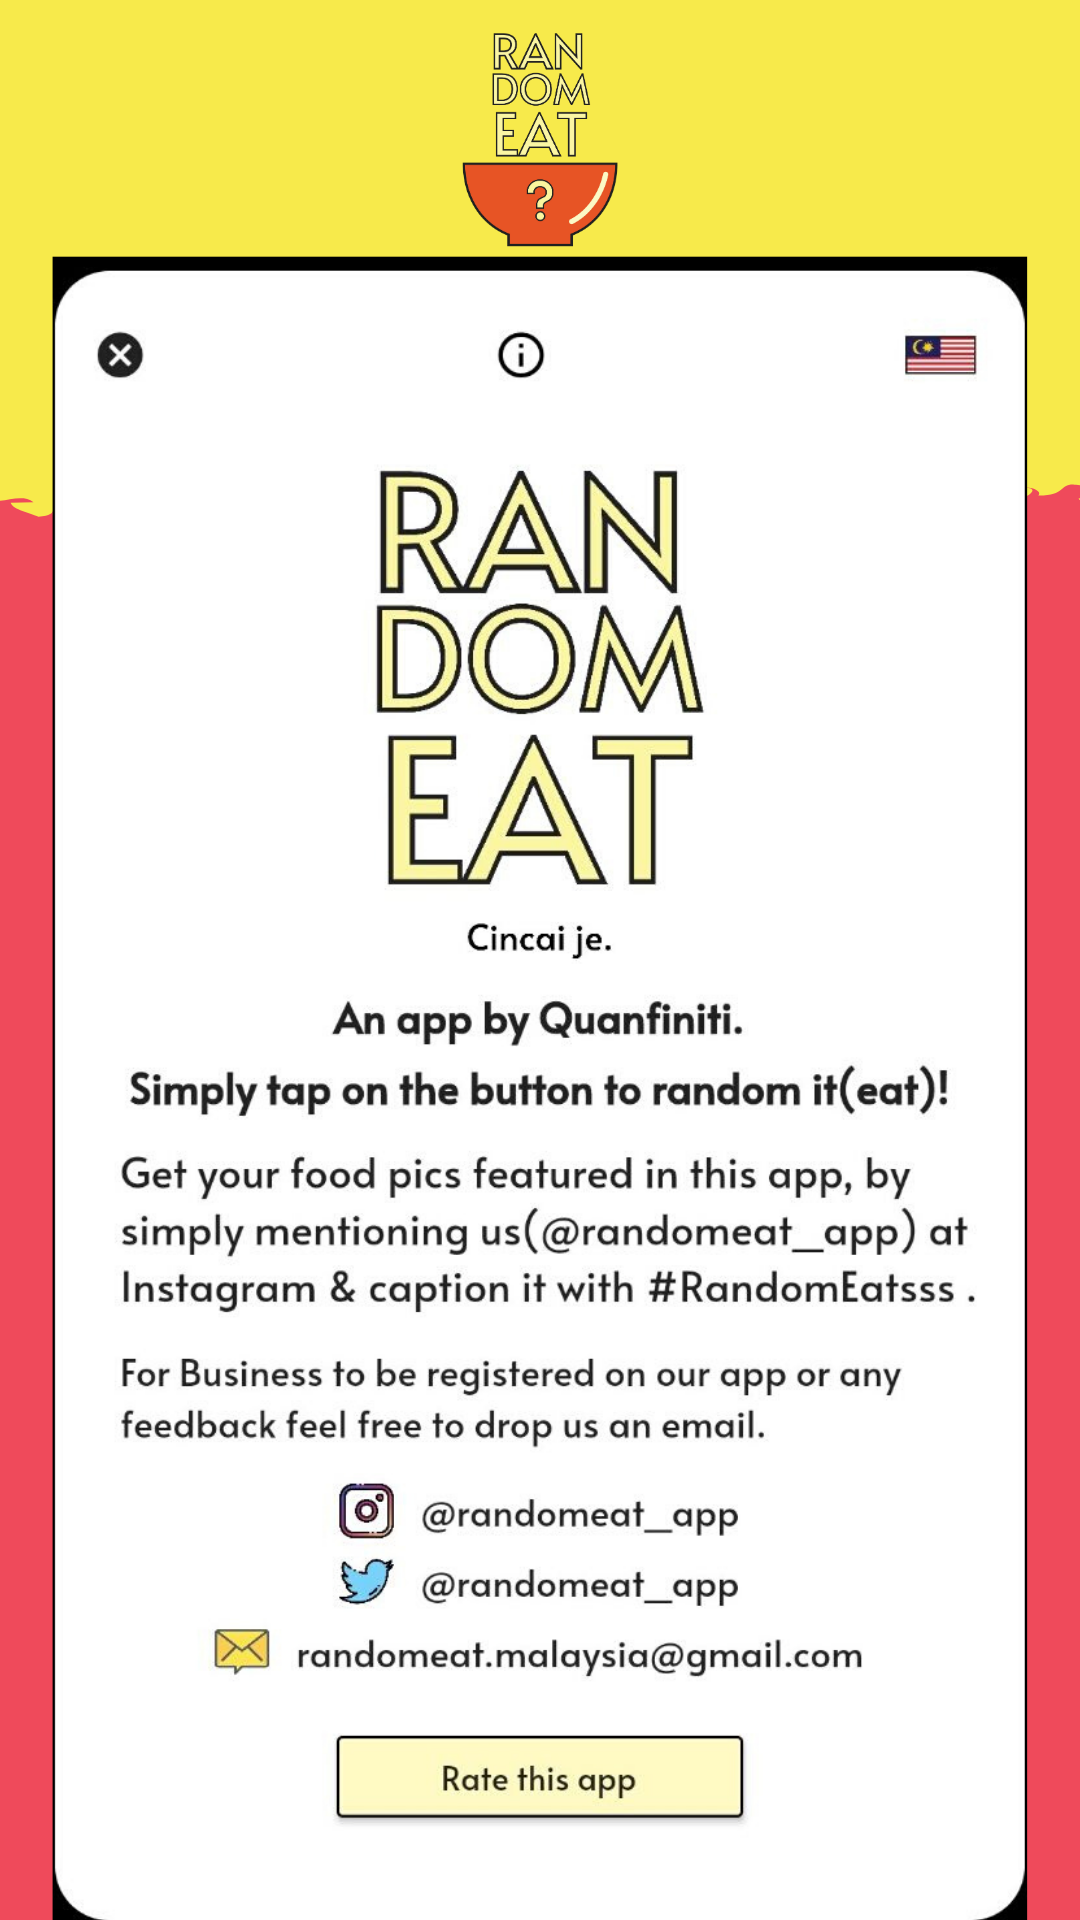 RAN
DOM
EAT
?
RAN
DOM
EAT
Cincai je.
An app by Quanfiniti.
Simply tap on the button to random it(eat)!
Get your food pics featured in this app, by
simply mentioning us(@randomeat_app) at
Instagram & caption it with #RandomEatsss .
For Business to be registered on our app or any
feedback feel free to drop us an email.
@randomeat_app
@randomeat_app
randomeat.malaysia@gmail.com
Rate this app